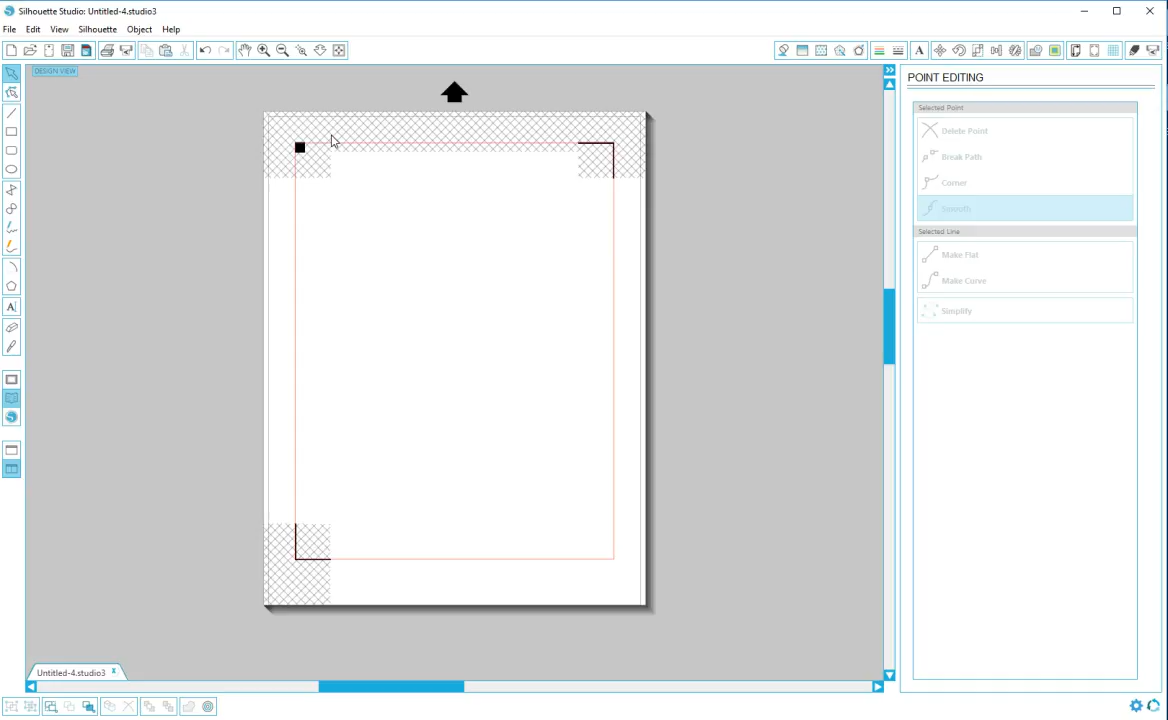 Silhouette Studio: Untitled-4.studio3
File Edit View Silhouette Object Help
DESIGN VIEW
POINT EDITING
Selected Point
Delete Point
Break Path
Corner
Smooth
Selected Line
Make Flat
Make Curve
Simplify
Untitled-4.studio3 x